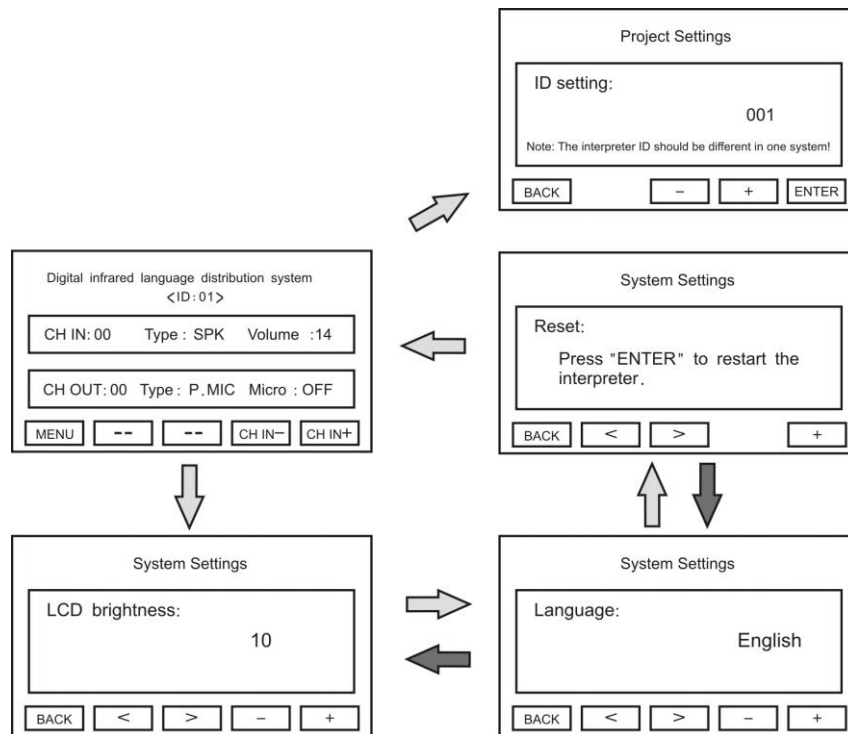 Project Settings
ID setting:
001
Note: The interpreter ID should be different in one system!
BACK - + ENTER
Digital infrared language distribution system
<ID:01>
CH IN: 00 Type : SPK Volume :14
CH OUT: 00 Type : P.MIC Micro : OFF
MENU -- -- CH IN- CH IN+
System Settings
Reset:
Press "ENTER" to restart the
interpreter.
BACK < > +
System Settings
LCD brightness:
10
BACK < > - +
System Settings
Language:
English
BACK < > - +